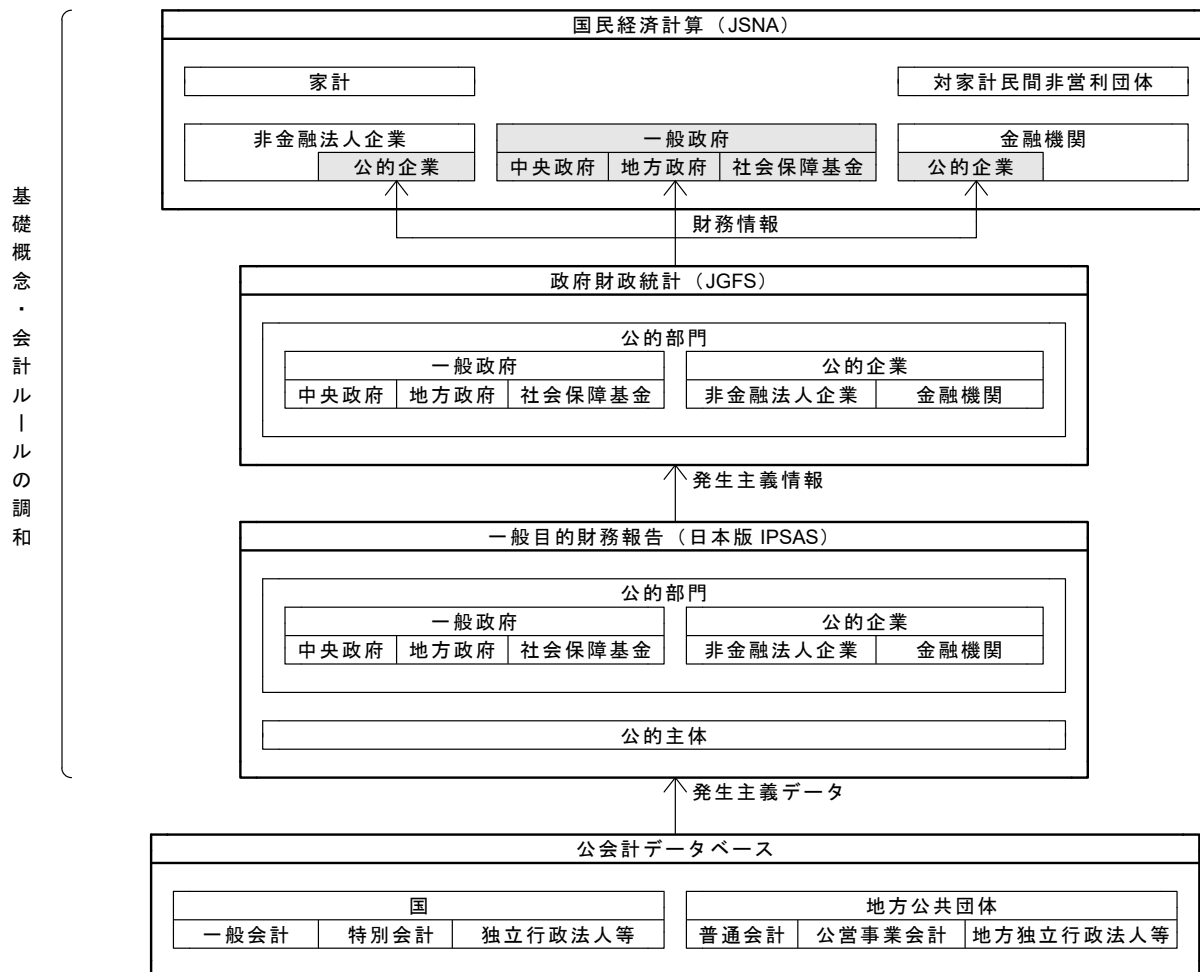 国民経済計算（JSNA）
家計
対家計民間非営利団体
非金融法人企業
公的企業
一般政府
中央政府 地方政府 社会保障基金
金融機関
公的企業
財務情報
政府財政統計（JGFS）
公的部門
一般政府
中央政府 地方政府 社会保障基金
公的企業
非金融法人企業 金融機関
発生主義情報
一般目的財務報告（日本版 IPSAS）
公的部門
一般政府
中央政府 地方政府 社会保障基金
公的企業
非金融法人企業 金融機関
公的主体
発生主義データ
公会計データベース
国
一般会計 特別会計 独立行政法人等
地方公共団体
普通会計 公営事業会計 地方独立行政法人等
基礎概念・会計ルールの調和